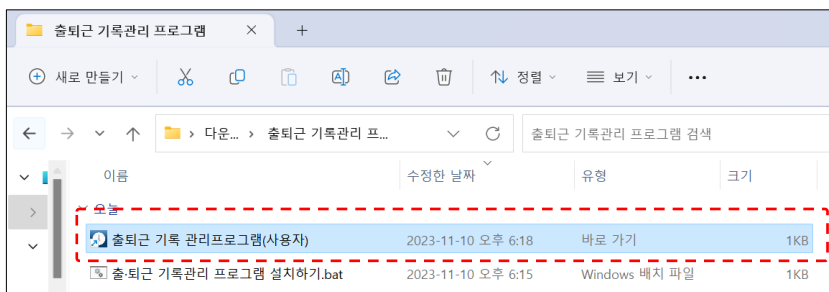 출퇴근 기록관리 프로그램
새로 만들기 정렬 보기
다운... 출퇴근 기록관리 프... 출퇴근 기록관리 프로그램 검색
이름 수정한 날짜 유형 크기
오늘
출퇴근 기록 관리프로그램(사용자) 2023-11-10 오후 6:18 바로 가기 1KB
출·퇴근 기록관리 프로그램 설치하기.bat 2023-11-10 오후 6:15 Windows 배치 파일 1KB